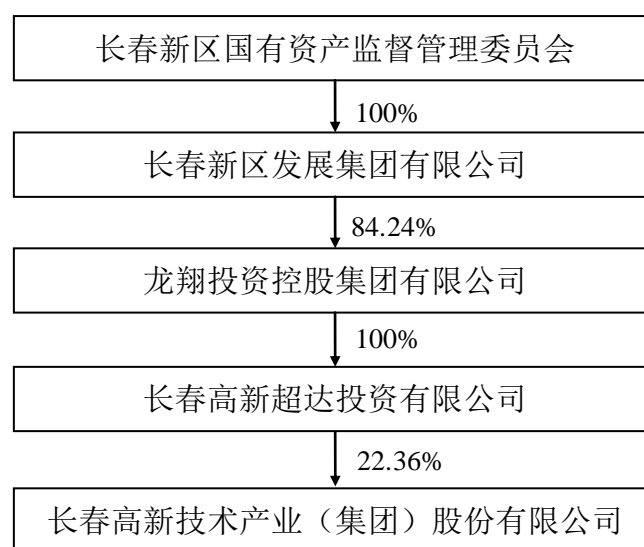 长春新区国有资产监督管理委员会
100%
长春新区发展集团有限公司
84.24%
龙翔投资控股集团有限公司
100%
长春高新超达投资有限公司
22.36%
长春高新技术产业（集团）股份有限公司